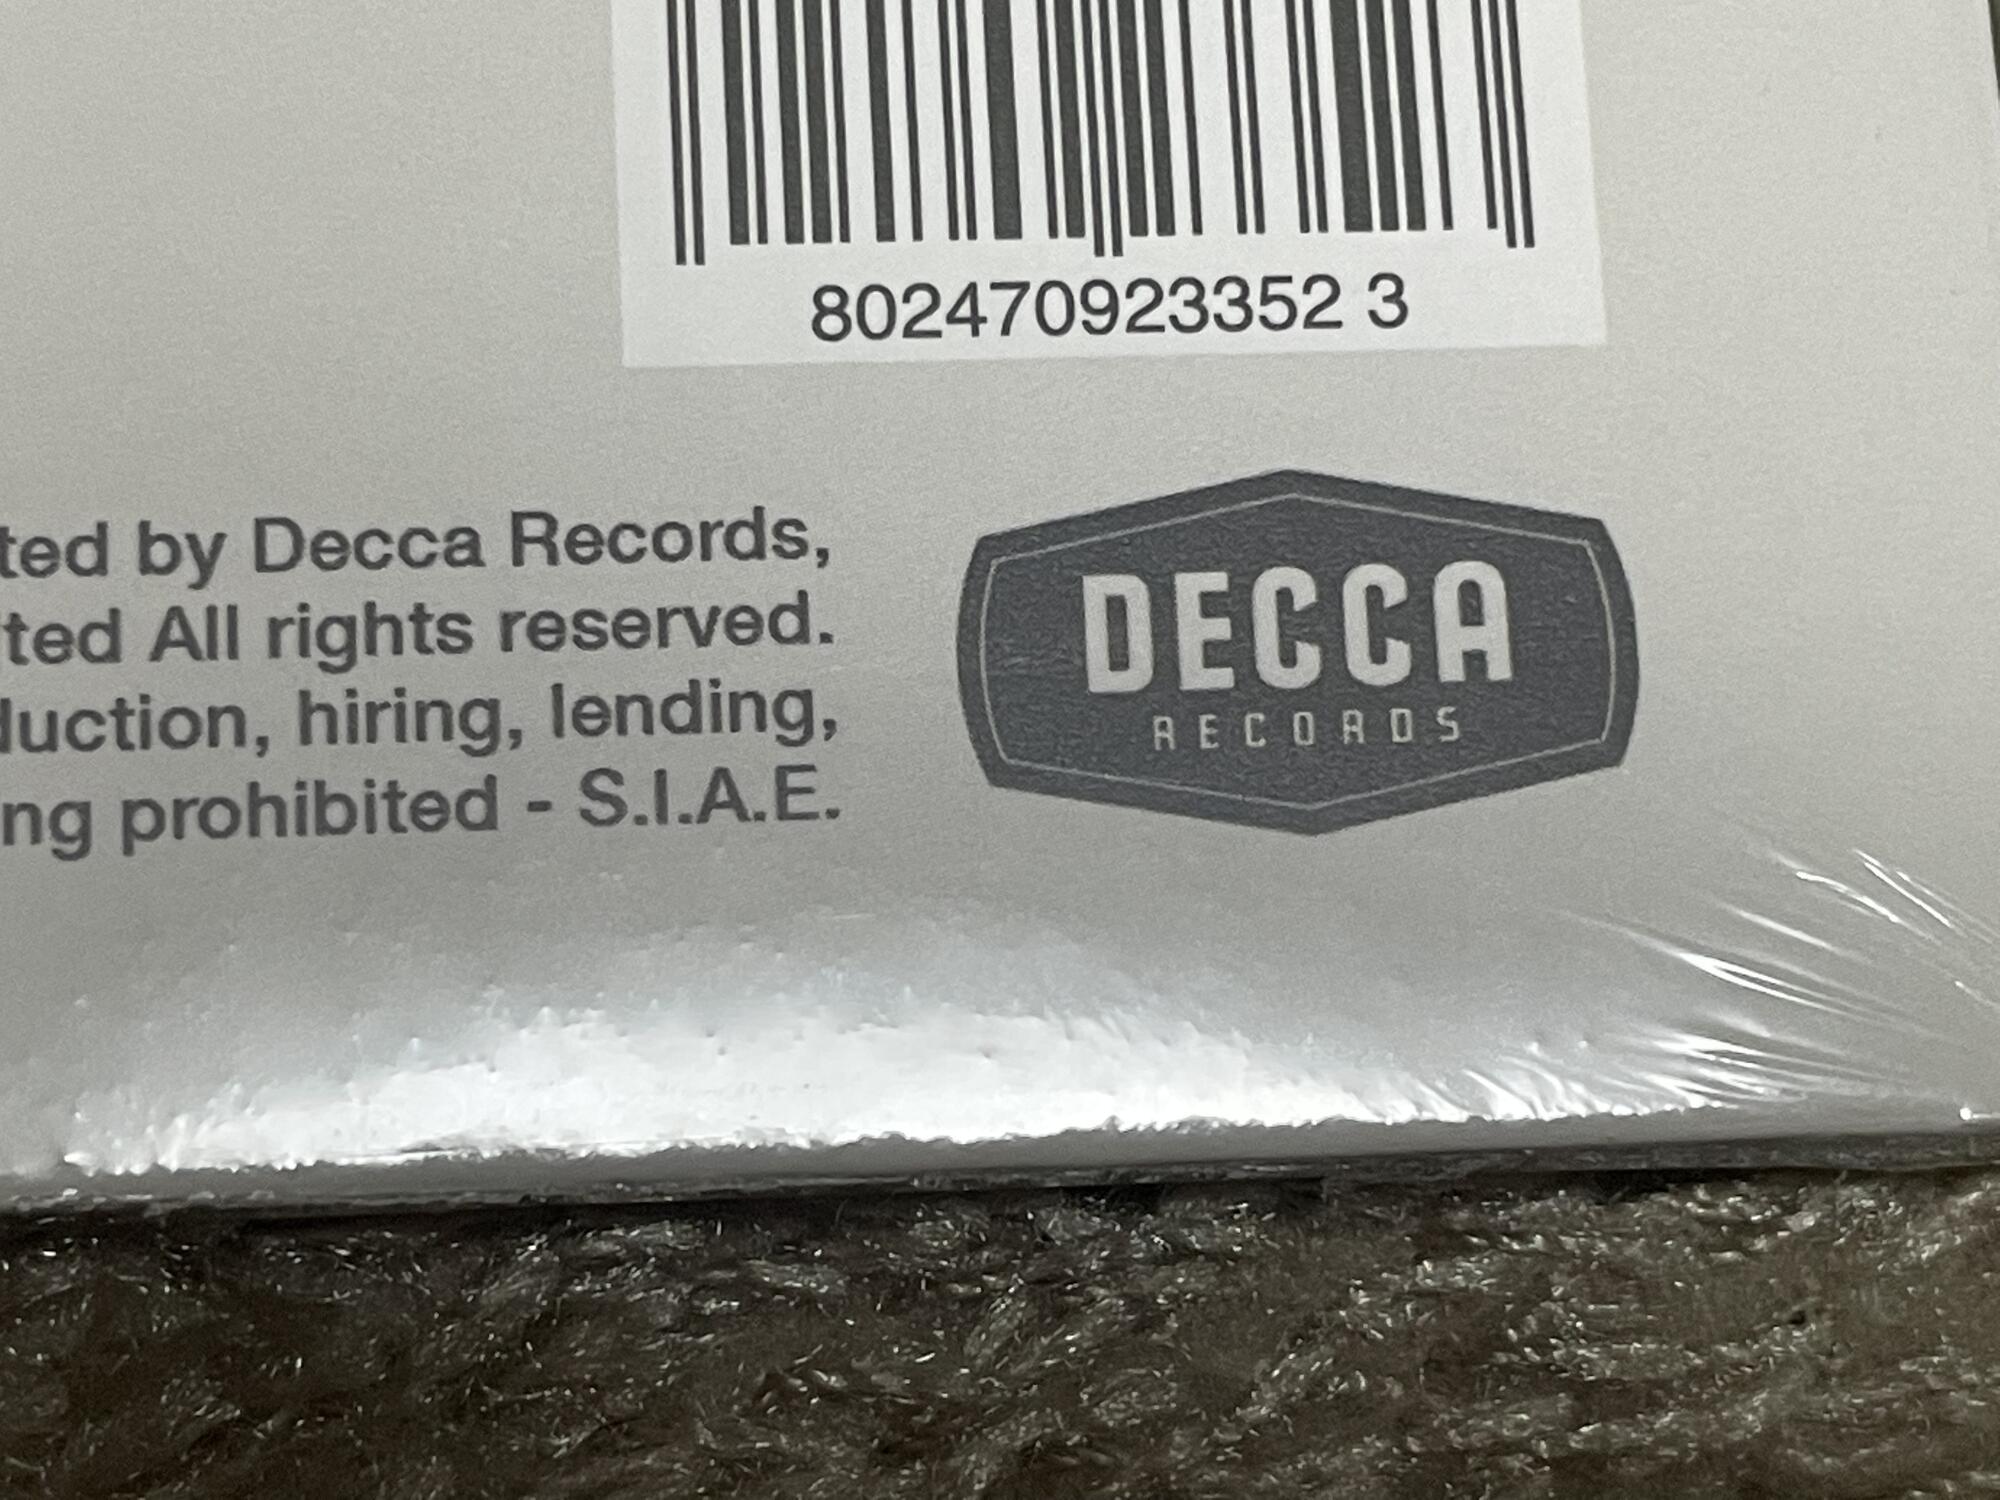 802470923352 3
ted by Decca Records,
ted All rights reserved.
duction, hiring, lending,
ng prohibited - S.I.A.E.
DECCA
RECORDS